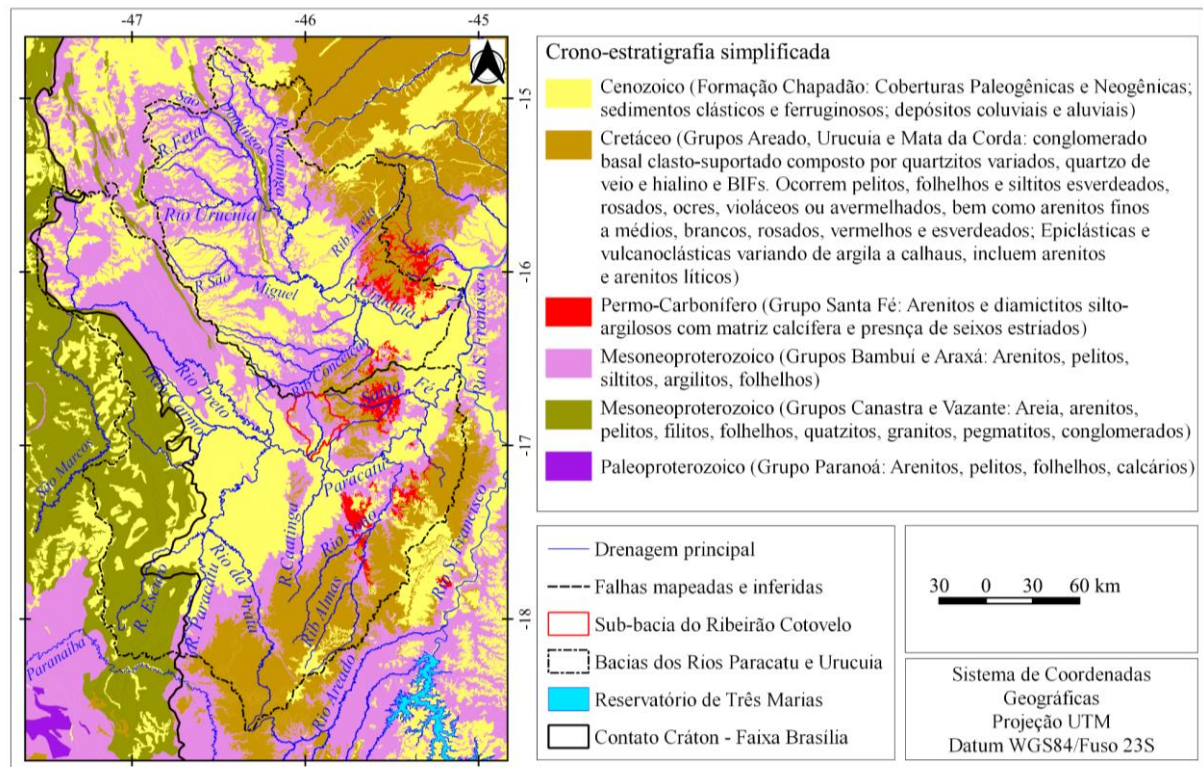 -47
-46
-45
-15
-16
-17
-18
São
Domingos
R. Fetal
Piratinga
Rio Urucuia
Rib Areia
R. São
Miguel
R. Urucuia
Rio S. Francisco
Rib Conceição
Santa
Fé
Rio Preto
São Marcos
Paracatu
R. Caatinga
Rio Sono
Rio S. Francisco
Rio da
Prata
Rib Almas
R. Escuro
R. Paracatu
Rio Areado
Paranaiba
Crono-estratigrafia simplificada
Cenozoico (Formação Chapadão: Coberturas Paleogênicas e Neogênicas;
sedimentos clásticos e ferruginosos; depósitos coluviais e aluviais)
Cretáceo (Grupos Areado, Urucuia e Mata da Corda: conglomerado
basal clasto-suportado composto por quartzitos variados, quartzo de
veio e hialino e BIFs. Ocorrem pelitos, folhelhos e siltitos esverdeados,
rosados, ocres, violáceos ou avermelhados, bem como arenitos finos
a médios, brancos, rosados, vermelhos e esverdeados; Epiclásticas e
vulcanoclásticas variando de argila a calhaus, incluem arenitos
e arenitos líticos)
Permo-Carbonífero (Grupo Santa Fé: Arenitos e diamictitos silto-
argilosos com matriz calcífera e presnça de seixos estriados)
Mesoneoproterozoico (Grupos Bambuí e Araxá: Arenitos, pelitos,
siltitos, argilitos, folhelhos)
Mesoneoproterozoico (Grupos Canastra e Vazante: Areia, arenitos,
pelitos, filitos, folhelhos, quatzitos, granitos, pegmatitos, conglomerados)
Paleoproterozoico (Grupo Paranoá: Arenitos, pelitos, folhelhos, calcários)
Drenagem principal
Falhas mapeadas e inferidas
Sub-bacia do Ribeirão Cotovelo
Bacias dos Rios Paracatu e Urucuia
Reservatório de Três Marias
Contato Cráton - Faixa Brasília
30 0 30 60 km
Sistema de Coordenadas
Geográficas
Projeção UTM
Datum WGS84/Fuso 23S